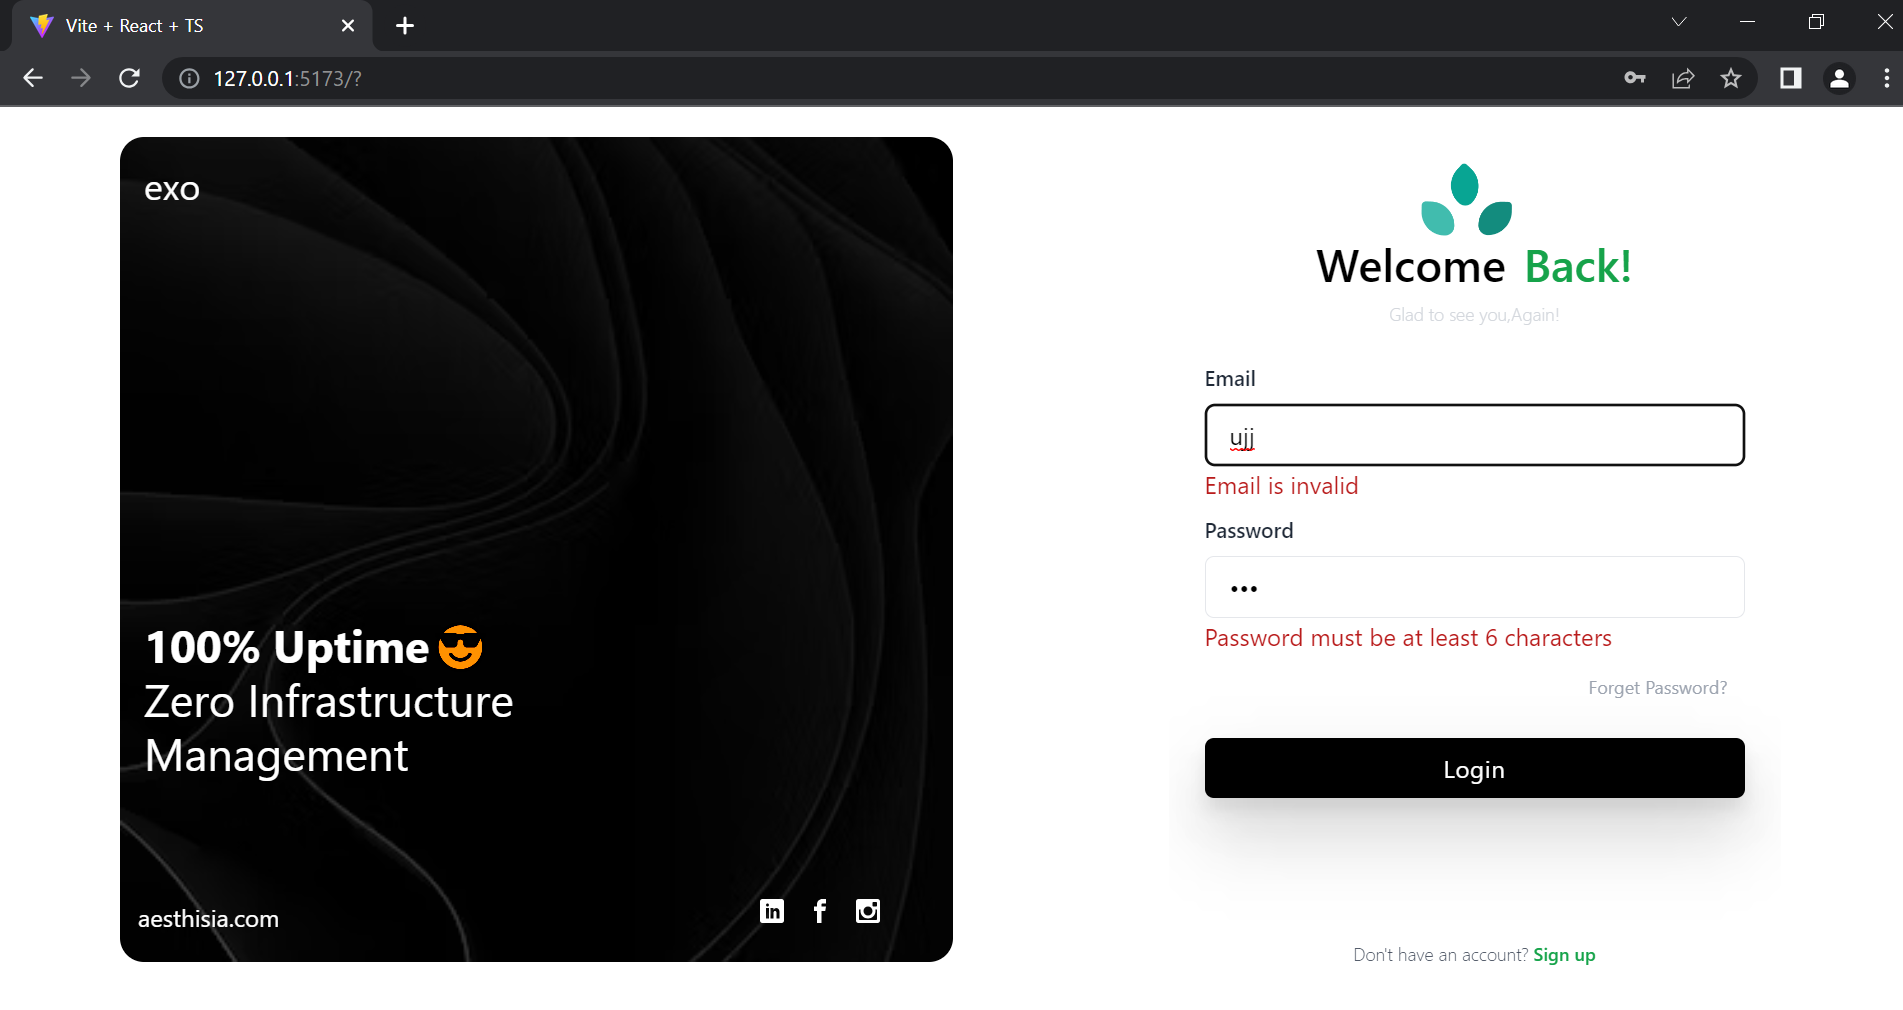 Vite + React + TS
127.0.0.1:5173/?
exo
100% Uptime
Zero Infrastructure
Management
aesthisia.com
in f
Welcome Back!
Glad to see you,Again!
Email
ujj
Email is invalid
Password
•••
Password must be at least 6 characters
Forget Password?
Login
Don't have an account? Sign up